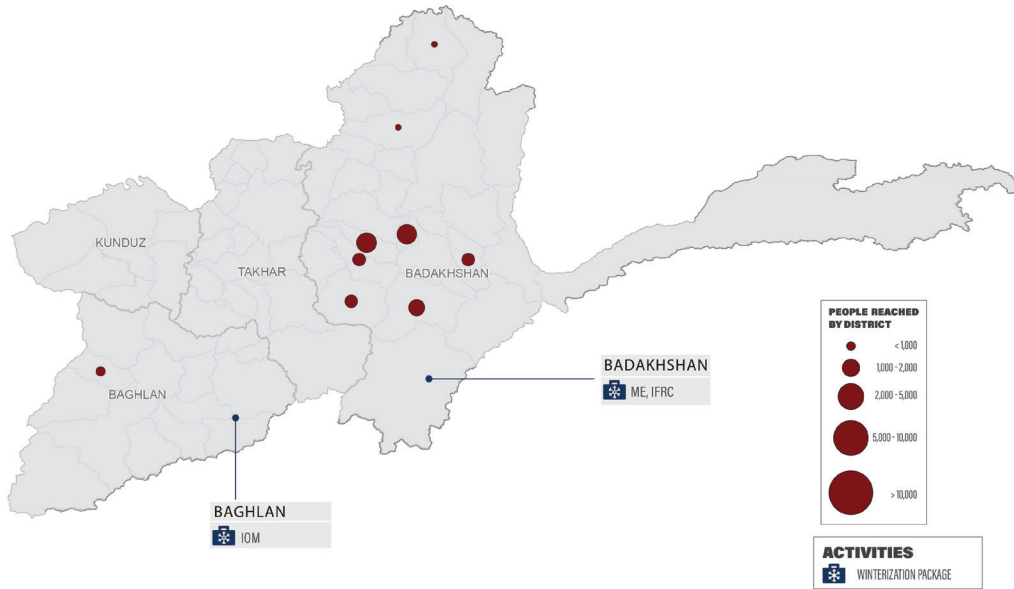 KUNDUZ
TAKHAR
BADAKHSHAN
BAGHLAN
BADAKHSHAN
ME, IFRC
BAGHLAN
IOM
PEOPLE REACHED
BY DISTRICT
< 1,000
1,000 - 2,000
2,000 - 5,000
5,000 - 10,000
> 10,000
ACTIVITIES
WINTERIZATION PACKAGE